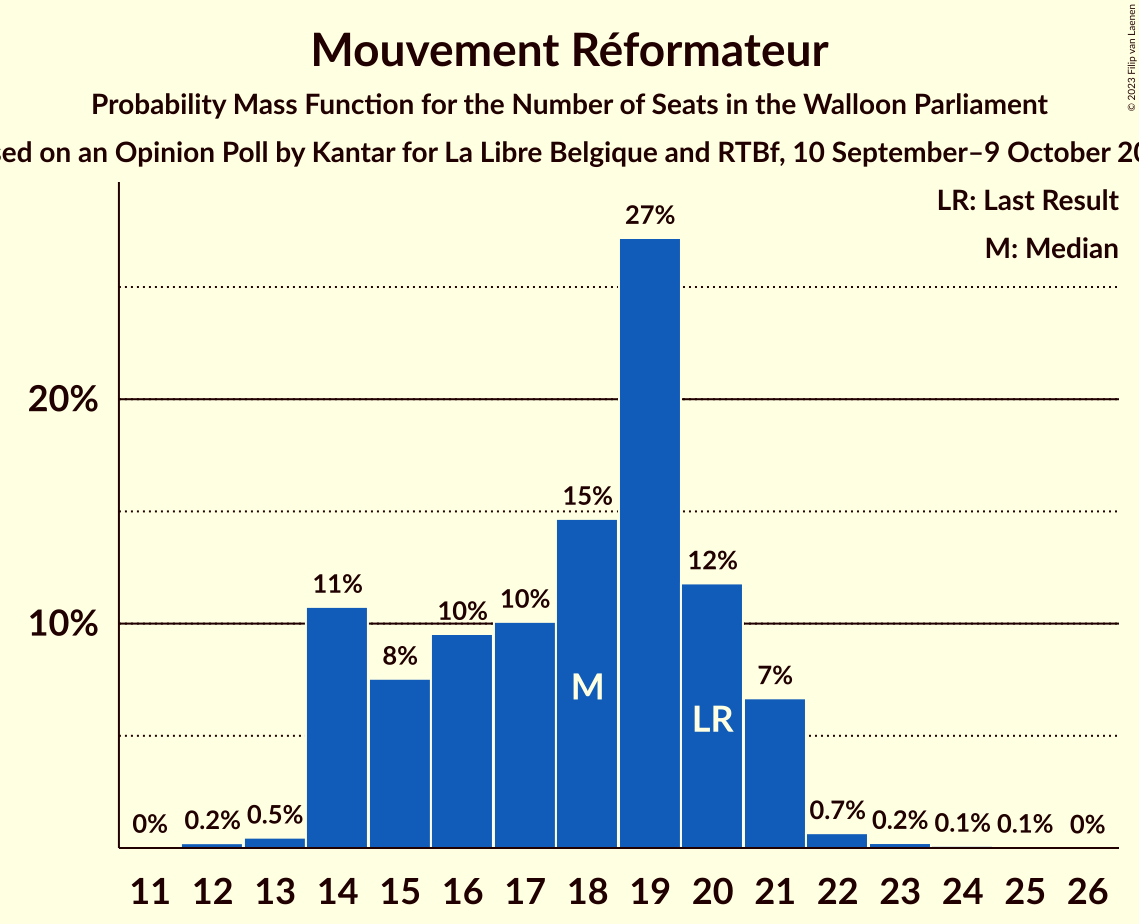 © 2023 Filip van Laenen
Mouvement Réformateur
Probability Mass Function for the Number of Seats in the Walloon Parliament
on an Opinion Poll by Kantar for La Libre Belgique and RTBf, 10 September–9 October
LR: Last Result
M: Median
27%
20%
15%
12%
11%
10%
10%
10%
8%
7%
M
LR
0%
0.2%
0.5%
0.7%
0.2%
0.1%
0.1%
0%
11 12 13 14 15 16 17 18 19 20 21 22 23 24 25 26